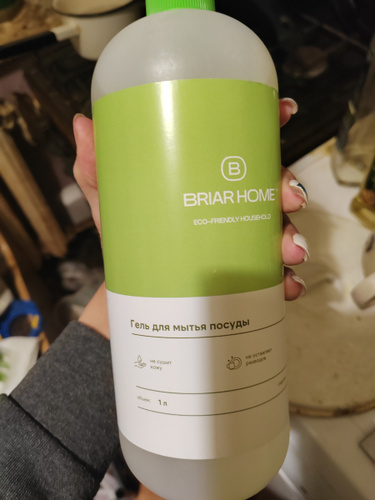 B
BRIAR HOME
ECO-FRIENDLY HOUSEHOLD
Гель для мытья посуды
не сушит
кожу
не оставляет
разводов
объем: 1 л